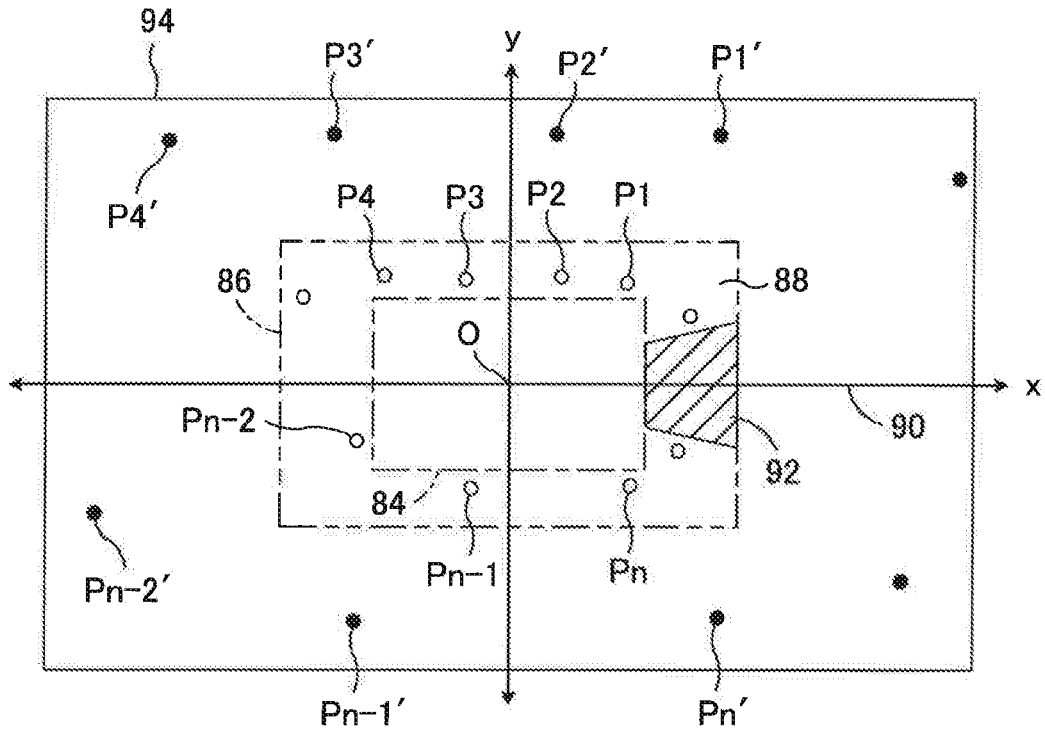 94
P3′
y
P2′
P1′
P4′
P4
P3
P2
P1
86
88
O
x
Pn-2
90
84
92
Pn-2′
Pn-1
Pn
Pn-1′
Pn′